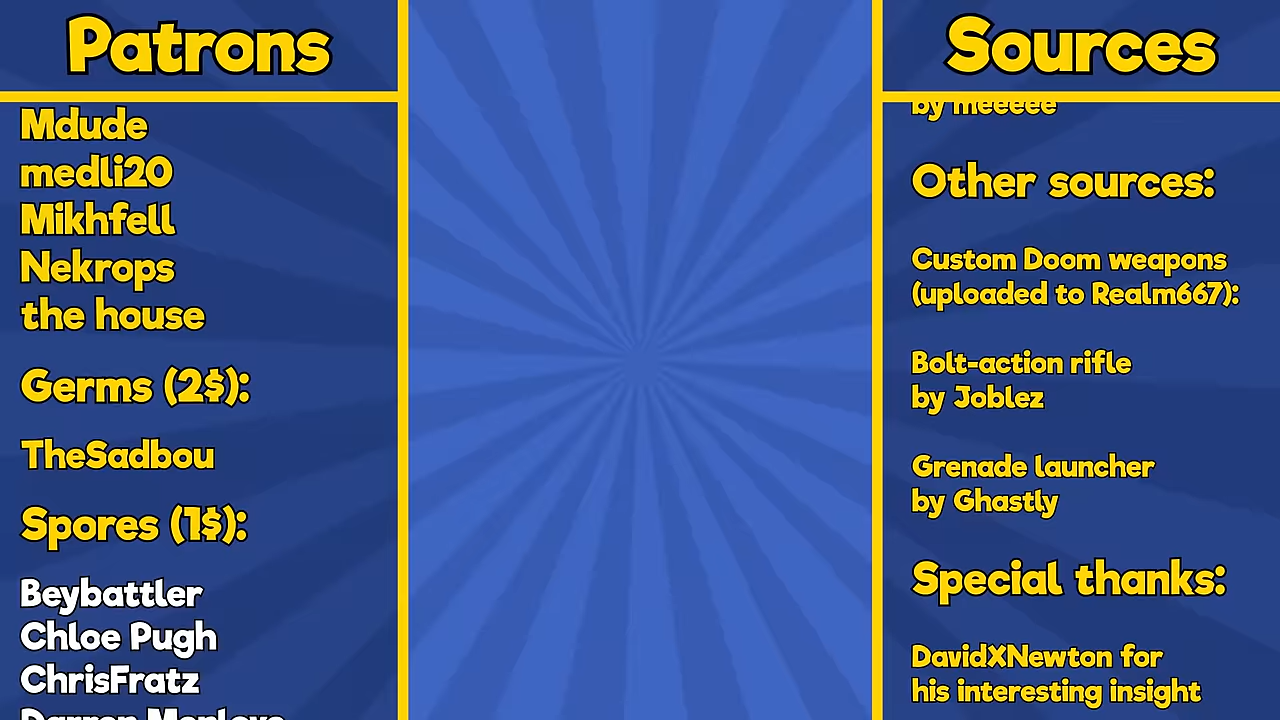 Patrons
Mdude
medli20
Mikhfell
Nekrops
the house
Germs (2$):
TheSadbou
Spores (1$):
Beybattler
Chloe Pugh
ChrisFratz
Darren
Sources
by meeeee
Other sources:
Custom Doom weapons
(uploaded to Realm667):
Bolt-action rifle
by Joblez
Grenade launcher
by Ghastly
Special thanks:
DavidXNewton for
his interesting insight